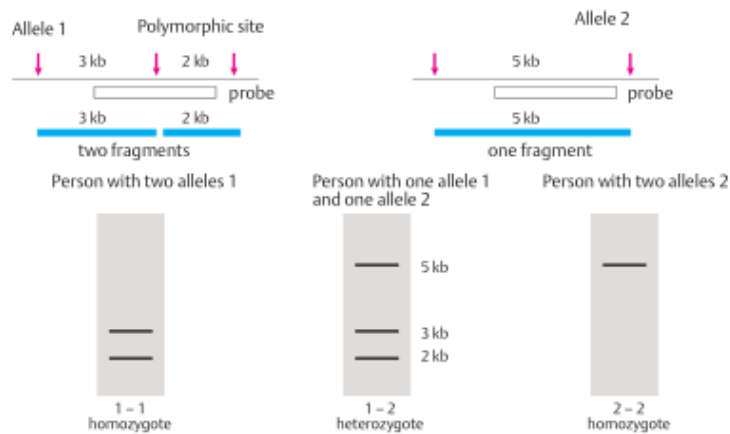 Allele 1
Polymorphic site
3 kb
2 kb
probe
3 kb
2 kb
two fragments
Allele 2
5 kb
probe
5 kb
one fragment
Person with two alleles 1
Person with one allele 1
and one allele 2
Person with two alleles 2
5 kb
3 kb
2 kb
1 – 1
homozygote
1 – 2
heterozygote
2 – 2
homozygote